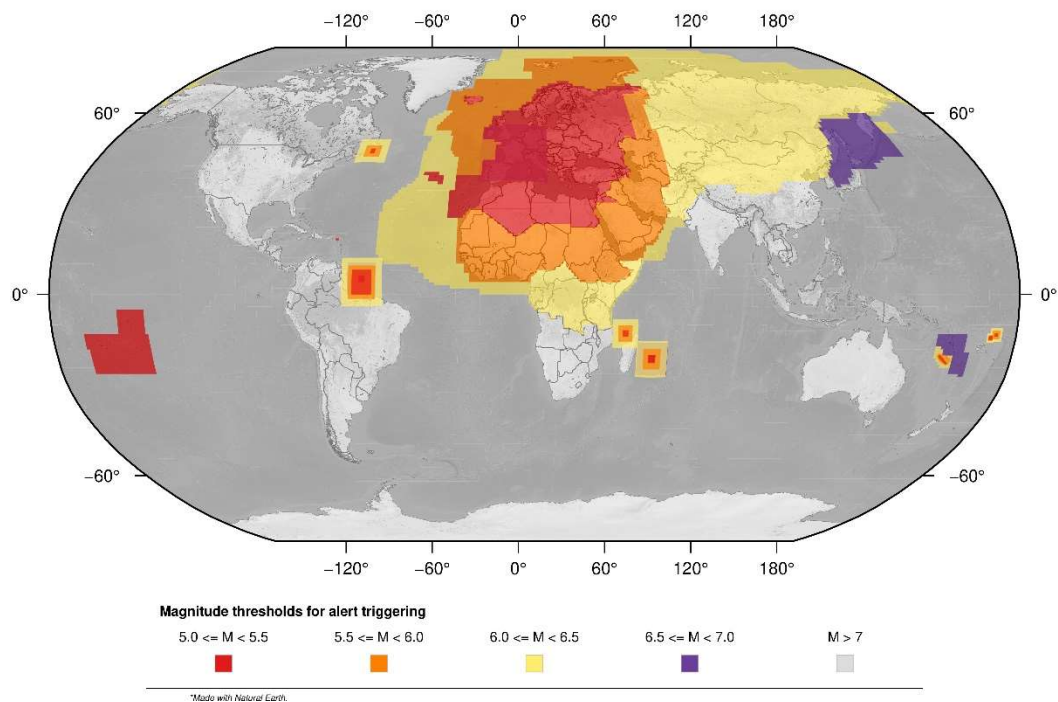 −120° −60° 0° 60° 120° 180°
60° 60°
0° 0°
−60° −60°
−120° −60° 0° 60° 120° 180°
Magnitude thresholds for alert triggering
5.0 <= M < 5.5 5.5 <= M < 6.0 6.0 <= M < 6.5 6.5 <= M < 7.0 M > 7
*Made with Natural Earth.